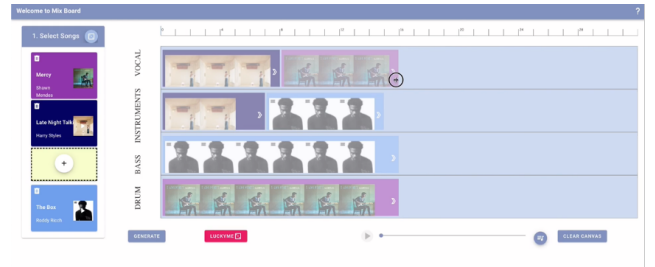 Welcome to Mix Board
?
1. Select Songs
Mercy
Shawn
Mendes
Late Night Talk
Harry Styles
+
The Box
Roddy Ricch
VOCAL
INSTRUMENTS
BASS
DRUM
GENERATE
LUCKYME
CLEAR CANVAS